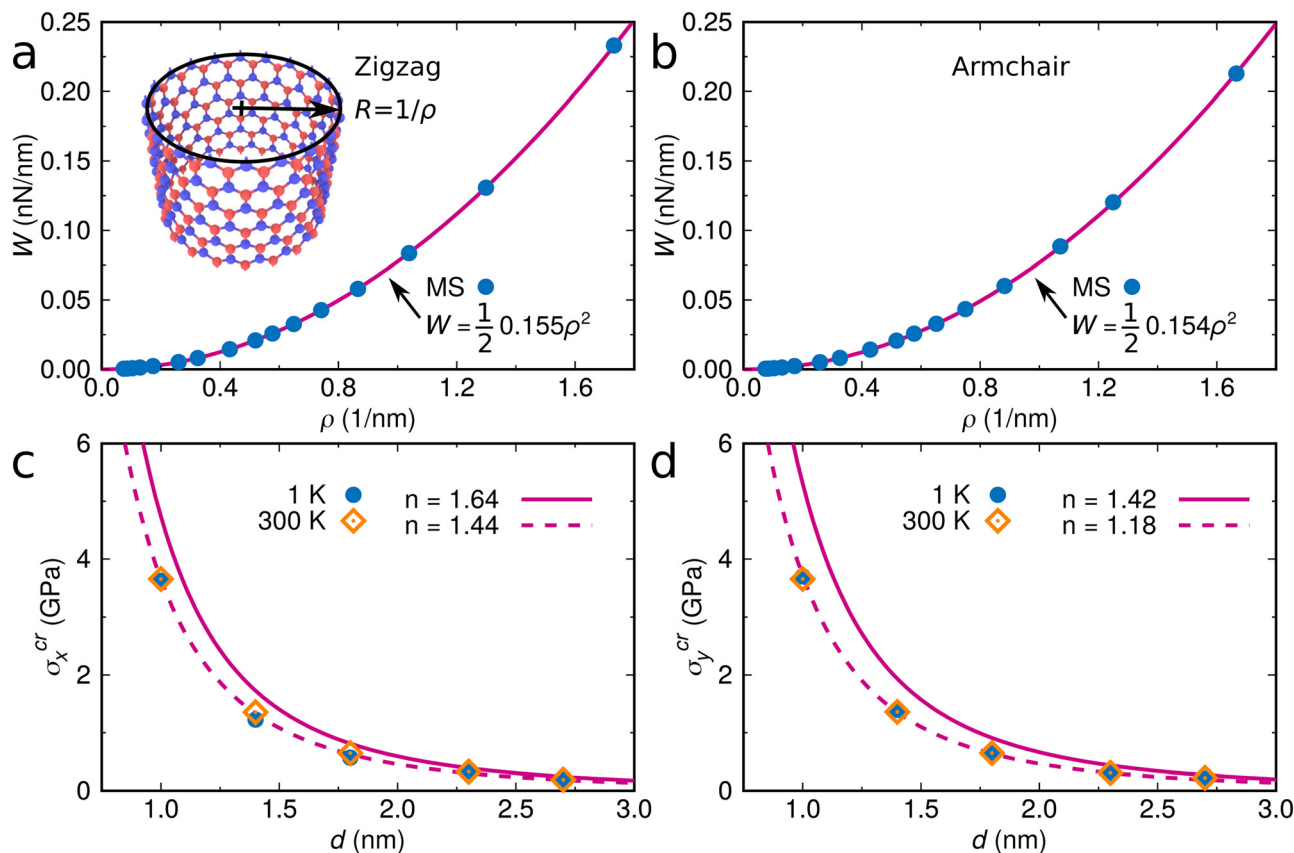 a
Zigzag
R=1/ρ
MS
W = 1/2 0.155ρ²
W (nN/nm)
0.25
0.20
0.15
0.10
0.05
0.00
0.0 0.4 0.8 1.2 1.6
ρ (1/nm)
b
Armchair
MS
W = 1/2 0.154ρ²
W (nN/nm)
0.25
0.20
0.15
0.10
0.05
0.00
0.0 0.4 0.8 1.2 1.6
ρ (1/nm)
c
1 K
300 K
n = 1.64
n = 1.44
σₓᶜʳ (GPa)
6
4
2
0
1.0 1.5 2.0 2.5 3.0
d (nm)
d
1 K
300 K
n = 1.42
n = 1.18
σ_y^cr (GPa)
6
4
2
0
1.0 1.5 2.0 2.5 3.0
d (nm)